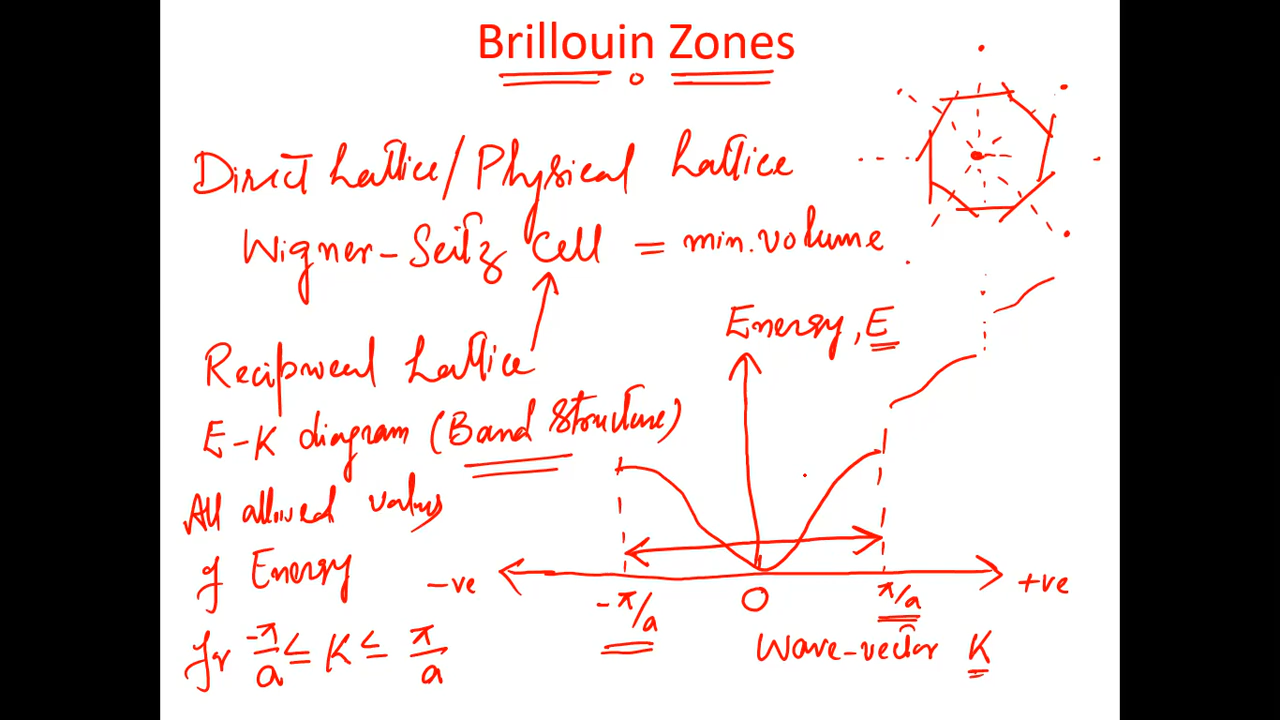 Brillouin Zones
Direct Lattice/Physical Lattice
Wigner-Seitz Cell = min. volume
Reciprocal Lattice
E-K diagram (Band structure)
All allowed values
of Energy
for -π/a ≤ K ≤ π/a
Energy, E
-ve
+ve
-π/a
0
π/a
Wave-vector K